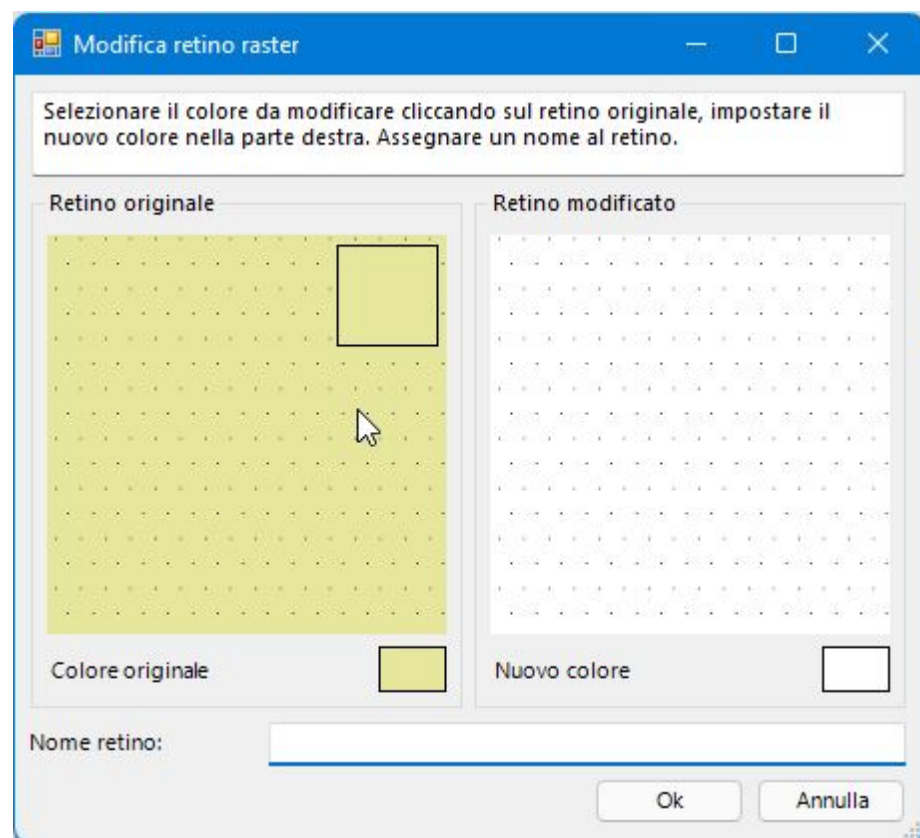 Modifica retino raster
Selezionare il colore da modificare cliccando sul retino originale, impostare il
nuovo colore nella parte destra. Assegnare un nome al retino.
Retino originale
Retino modificato
Colore originale
Nuovo colore
Nome retino:
Ok
Annulla